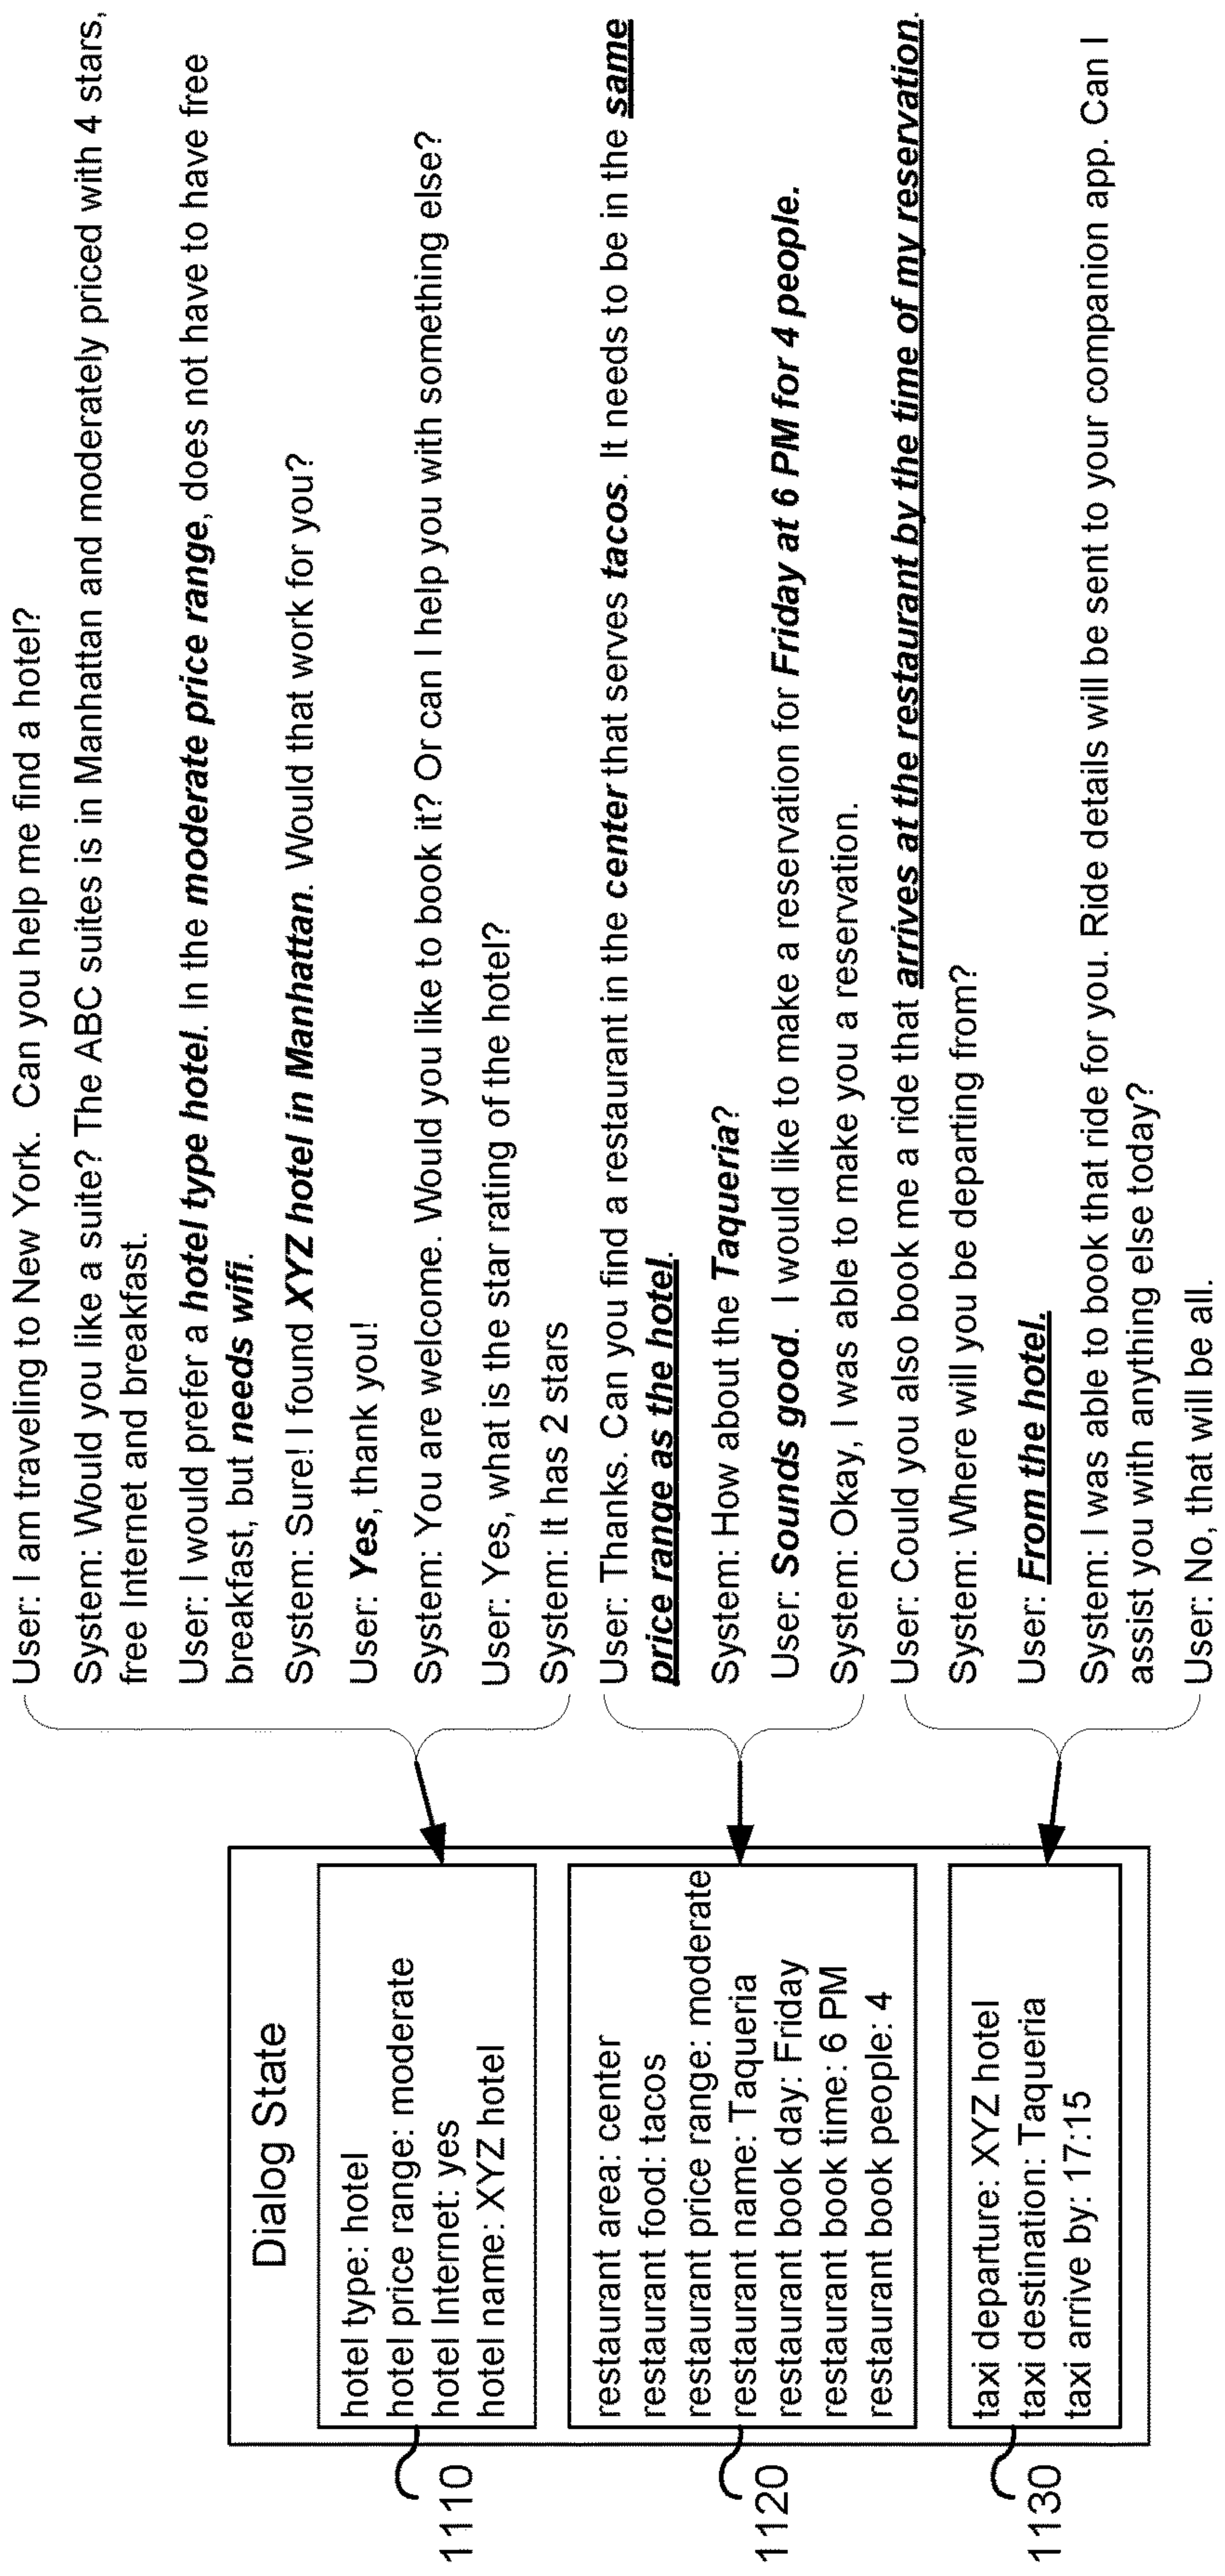 User: I am traveling to New York.  Can you help me find a hotel?
System: Would you like a suite? The ABC suites is in Manhattan and moderately priced with 4 stars,
free Internet and breakfast.
User: I would prefer a hotel type hotel. In the moderate price range, does not have to have free
breakfast, but needs wifi.
System: Sure! I found XYZ hotel in Manhattan. Would that work for you?
User: Yes, thank you!
System: You are welcome. Would you like to book it? Or can I help you with something else?
User: Yes, what is the star rating of the hotel?
System: It has 2 stars
User: Thanks. Can you find a restaurant in the center that serves tacos. It needs to be in the same
price range as the hotel.
System: How about the Taqueria?
User: Sounds good.  I would like to make a reservation for Friday at 6 PM for 4 people.
System: Okay, I was able to make you a reservation.
User: Could you also book me a ride that arrives at the restaurant by the time of my reservation.
System: Where will you be departing from?
User: From the hotel.
System: I was able to book that ride for you. Ride details will be sent to your companion app. Can I
assist you with anything else today?
User: No, that will be all.
Dialog State
hotel type: hotel
hotel price range: moderate
hotel Internet: yes
hotel name: XYZ hotel
1110
restaurant area: center
restaurant food: tacos
restaurant price range: moderate
restaurant name: Taqueria
restaurant book day: Friday
restaurant book time: 6 PM
restaurant book people: 4
1120
taxi departure: XYZ hotel
taxi destination: Taqueria
taxi arrive by: 17:15
1130